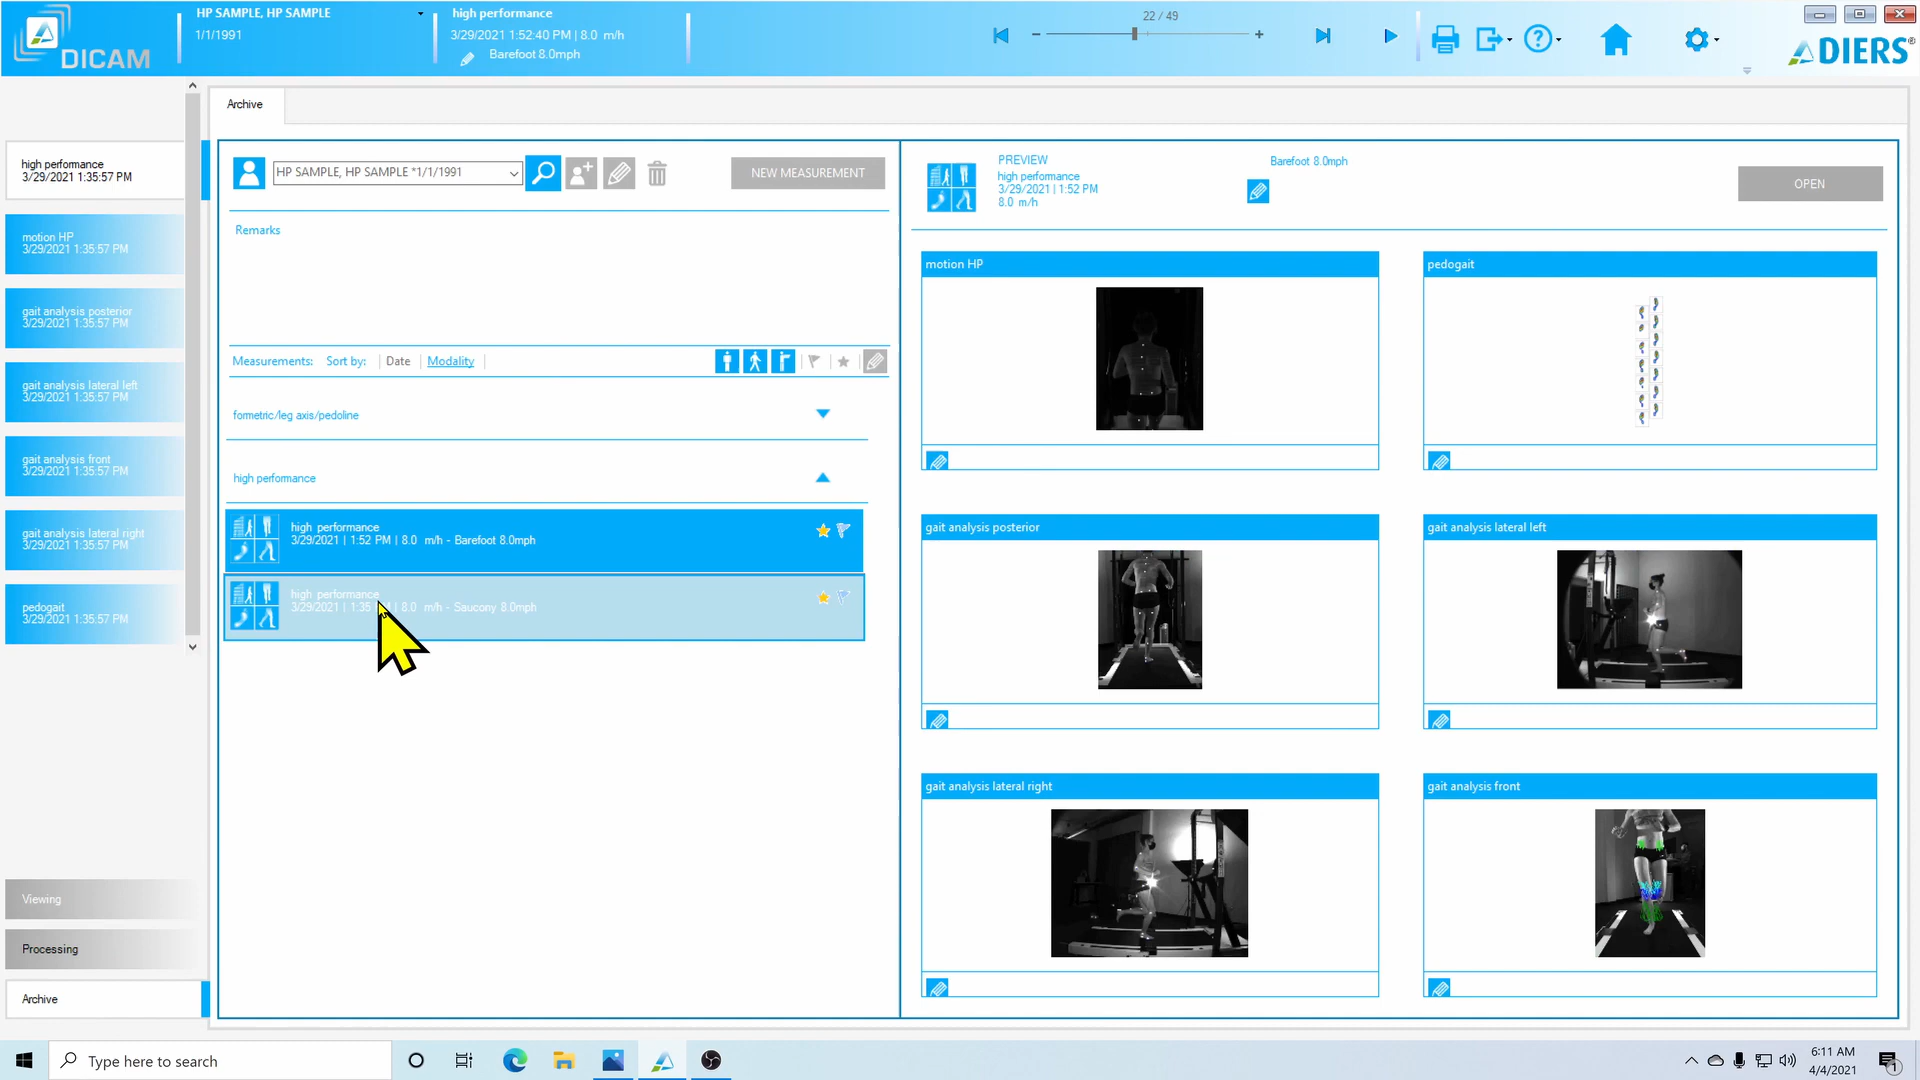 DICAM
HP SAMPLE, HP SAMPLE
1/1/1991
high performance
3/29/2021 1:52:40 PM | 8.0 m/h
Barefoot 8.0mph
22 / 49
DIERS®
high performance
3/29/2021 1:35:57 PM
motion HP
3/29/2021 1:35:57 PM
gait analysis posterior
3/29/2021 1:35:57 PM
gait analysis lateral left
3/29/2021 1:35:57 PM
gait analysis front
3/29/2021 1:35:57 PM
gait analysis lateral right
3/29/2021 1:35:57 PM
pedogait
3/29/2021 1:35:57 PM
Viewing
Processing
Archive
Archive
HP SAMPLE, HP SAMPLE *1/1/1991
NEW MEASUREMENT
Remarks
Measurements: Sort by: | Date | Modality |
formetric/leg axis/pedoline
high performance
high performance
3/29/2021 | 1:52 PM | 8.0 m/h - Barefoot 8.0mph
high performance
3/29/2021 | 1:35 | 8.0 m/h - Saucony 8.0mph
PREVIEW
high performance
3/29/2021 | 1:52 PM
8.0 m/h
Barefoot 8.0mph
OPEN
motion HP
pedogait
gait analysis posterior
gait analysis lateral left
gait analysis lateral right
gait analysis front
Type here to search
6:11 AM
4/4/2021
1